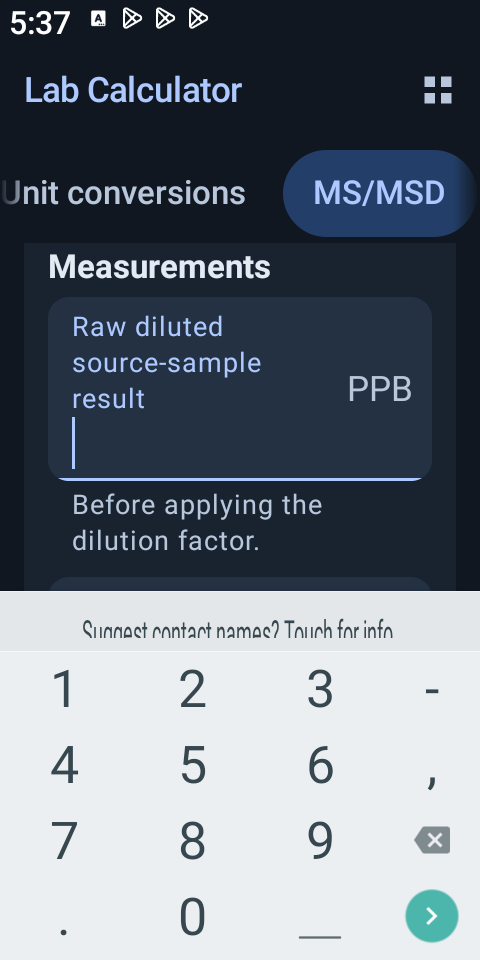 5:37
Lab Calculator
Unit conversions
MS/MSD
Measurements
Raw diluted
source-sample
result
PPB
Before applying the
dilution factor.
Suggest contact names? Touch for info
1 2 3 -
4 5 6 ,
7 8 9
. 0 _